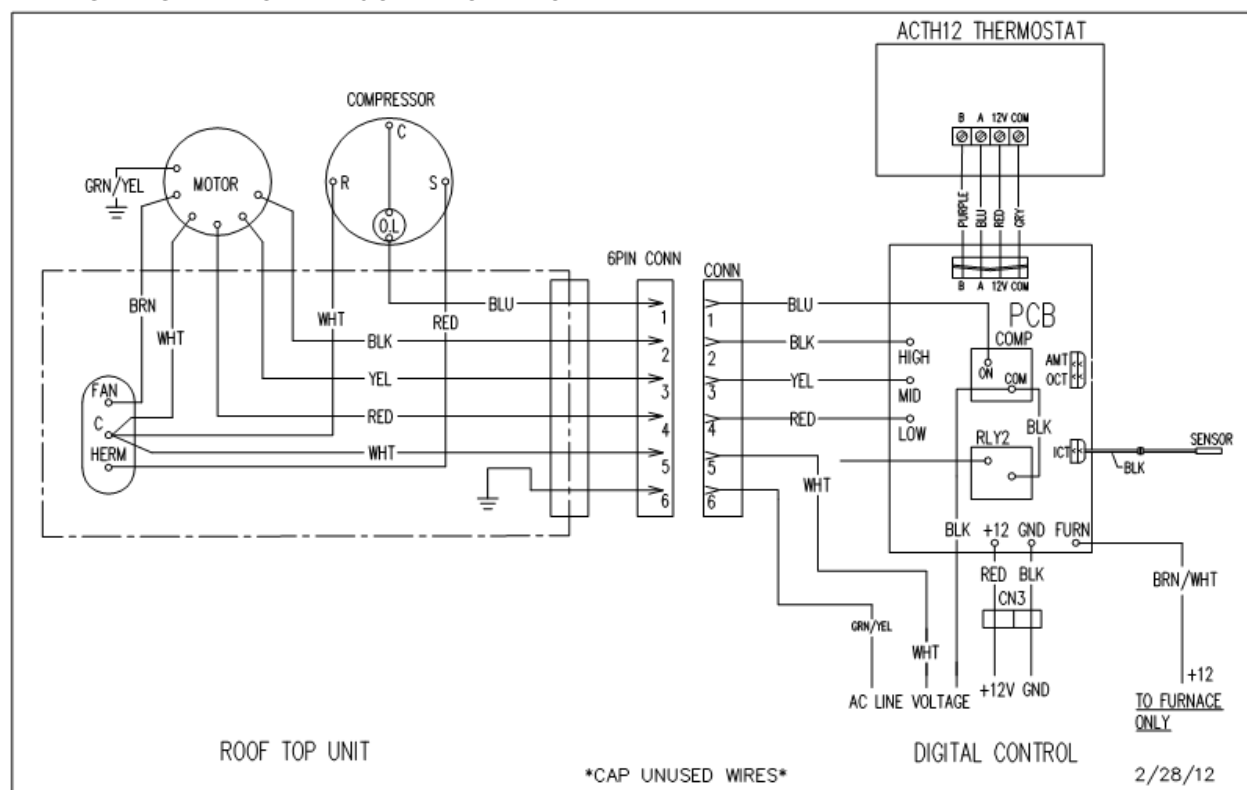 ACTH12 THERMOSTAT
B A 12V COM
PURPLE
BLU
RED
GRY
B A 12V COM
COMPRESSOR
C
R
S
O.L
MOTOR
GRN/YEL
BRN
WHT
WHT
RED
FAN
C
HERM
BLU
BLK
YEL
RED
WHT
6PIN CONN
1
2
3
4
5
6
CONN
1
2
3
4
5
6
BLU
BLK
YEL
RED
WHT
HIGH
MID
LOW
PCB
COMP
ON
COM
BLK
RLY2
AMT
OCT
ICT
SENSOR
BLK
BLK +12 GND FURN
RED BLK
CN3
BRN/WHT
GRN/YEL
WHT
AC LINE VOLTAGE
+12V GND
+12
TO FURNACE
ONLY
ROOF TOP UNIT
DIGITAL CONTROL
*CAP UNUSED WIRES*
2/28/12